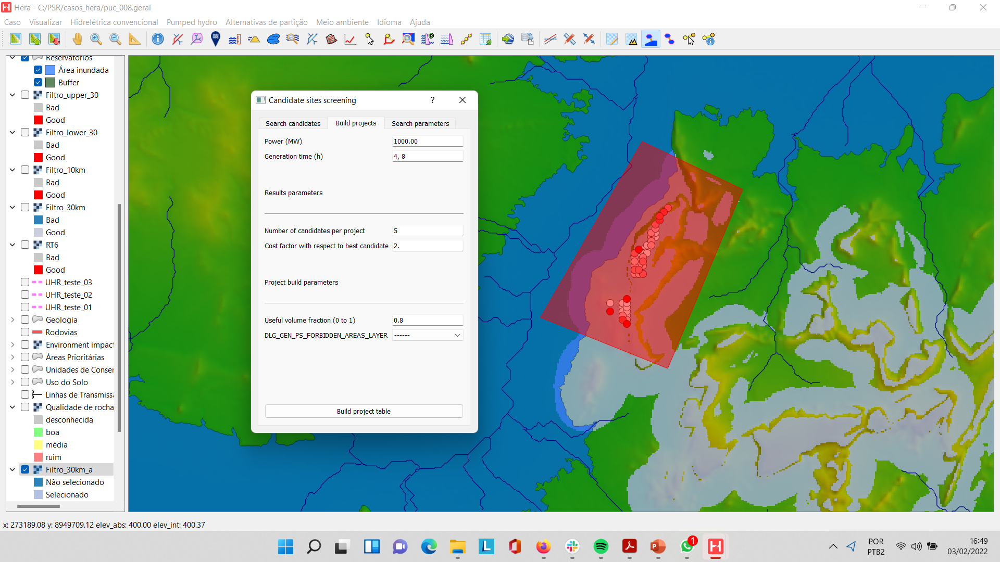 Hera - C:/PSR/casos_hera/puc_008.geral
Caso Visualizar Hidrelétrica convencional Pumped hydro Alternativas de partição Meio ambiente Idioma Ajuda
Reservatórios
Área inundada
Buffer
Filtro_upper_30
Bad
Good
Filtro_lower_30
Bad
Good
Filtro_10km
Bad
Good
Filtro_30km
Bad
Good
RT6
Bad
Good
UHR_teste_03
UHR_teste_02
UHR_teste_01
Geologia
Rodovias
Environment impact
Áreas Prioritárias
Unidades de Conser
Uso do Solo
Linhas de Transmiss
Qualidade de rocha
desconhecida
boa
média
ruim
Filtro_30km_a
Não selecionado
Selecionado
Candidate sites screening
?
Search candidates Build projects Search parameters
Power (MW) 1000.00
Generation time (h) 4, 8
Results parameters
Number of candidates per project 5
Cost factor with respect to best candidate 2.
Project build parameters
Useful volume fraction (0 to 1) 0.8
DLG_GEN_PS_FORBIDDEN_AREAS_LAYER ------
Build project table
x: 273189.08 y: 8949709.12 elev_abs: 400.00 elev_int: 400.37
L
P
1
H
POR
PTB2
16:49
03/02/2022